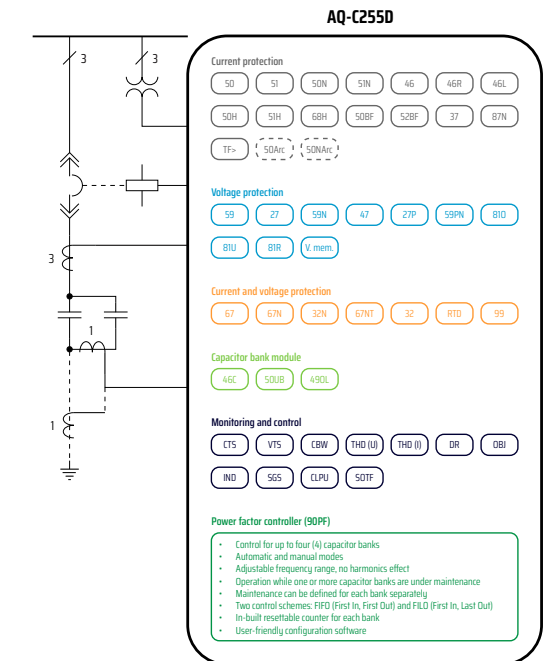 AQ-C255D
3
3
Current protection
50 51 50N 51N 46 46R 46L
50H 51H 68H 50BF 52BF 37 87N
TF> 50Arc 50NArc
Voltage protection
59 27 59N 47 27P 59PN 81O
81U 81R V. mem.
3
Current and voltage protection
67 67N 32N 67NT 32 RTD 99
1
Capacitor bank module
46C 50UB 49OL
1
Monitoring and control
CTS VTS CBW THD (U) THD (I) DR OBJ
IND SGS CLPU SOTF
Power factor controller (90PF)
• Control for up to four (4) capacitor banks
• Automatic and manual modes
• Adjustable frequency range, no harmonics effect
• Operation while one or more capacitor banks are under maintenance
• Maintenance can be defined for each bank separately
• Two control schemes: FIFO (First In, First Out) and FILO (First In, Last Out)
• In-built resettable counter for each bank
• User-friendly configuration software